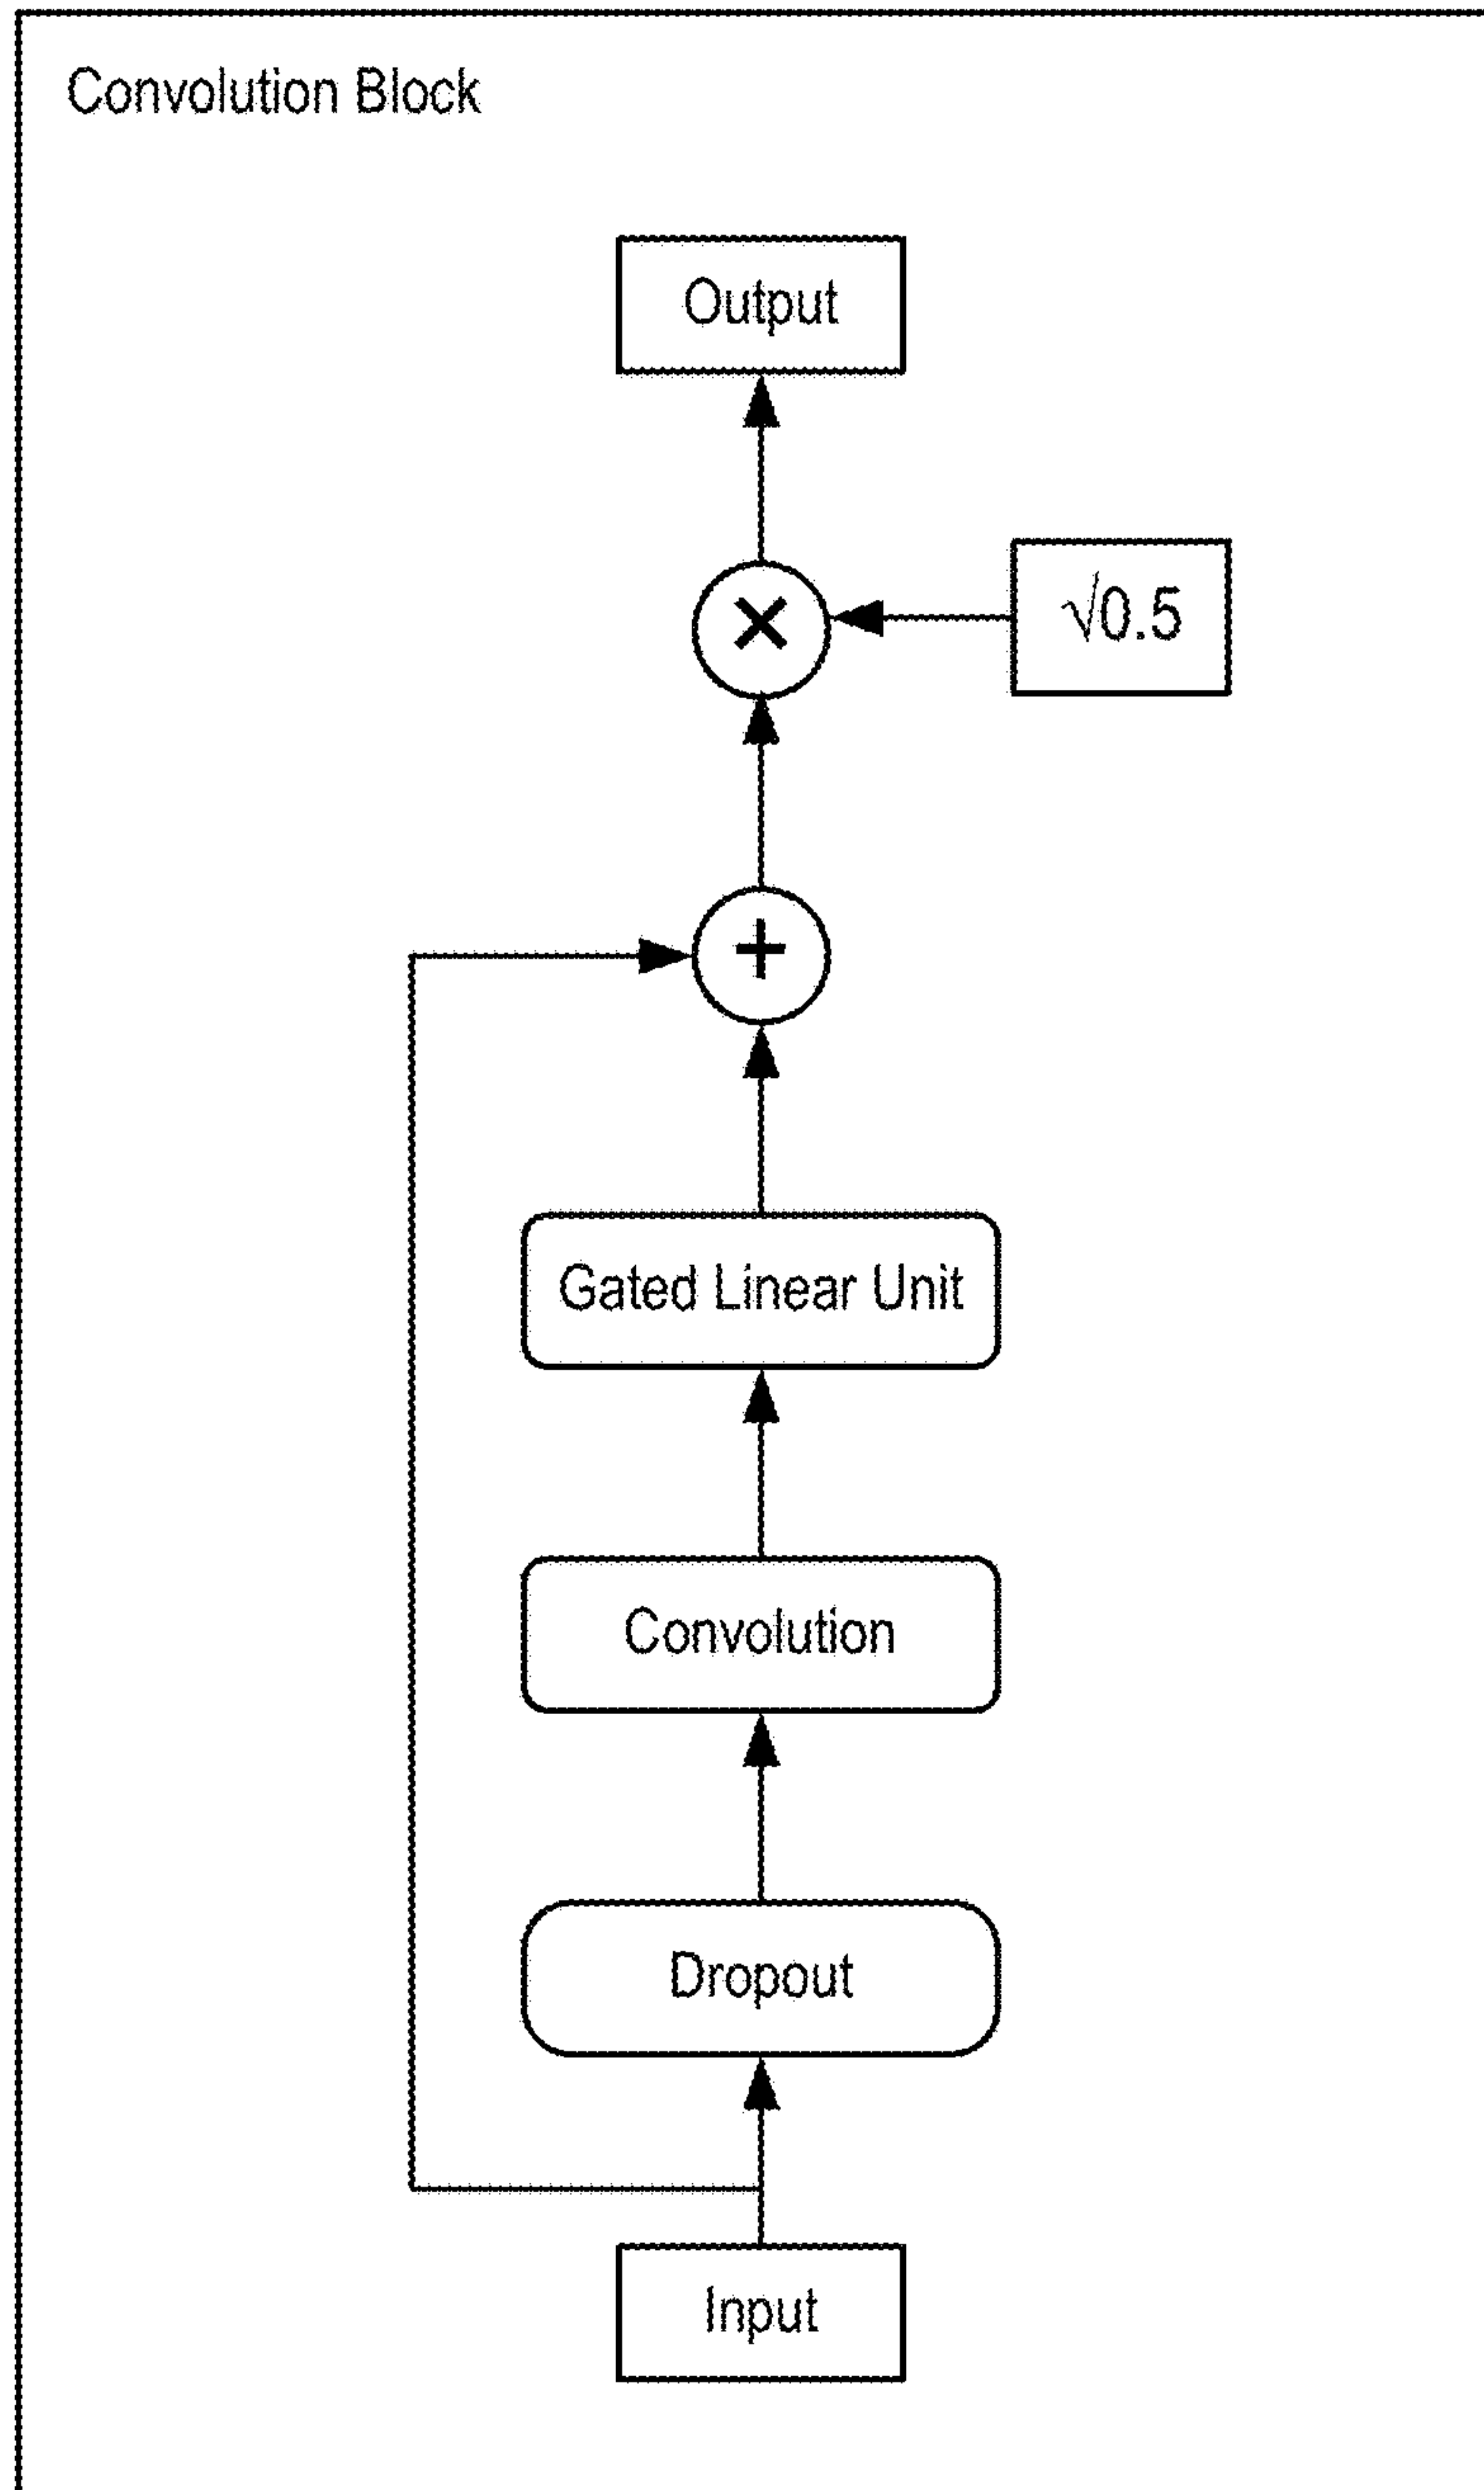 Convolution Block
Output
×
√0.5
+
Gated Linear Unit
Convolution
Dropout
Input